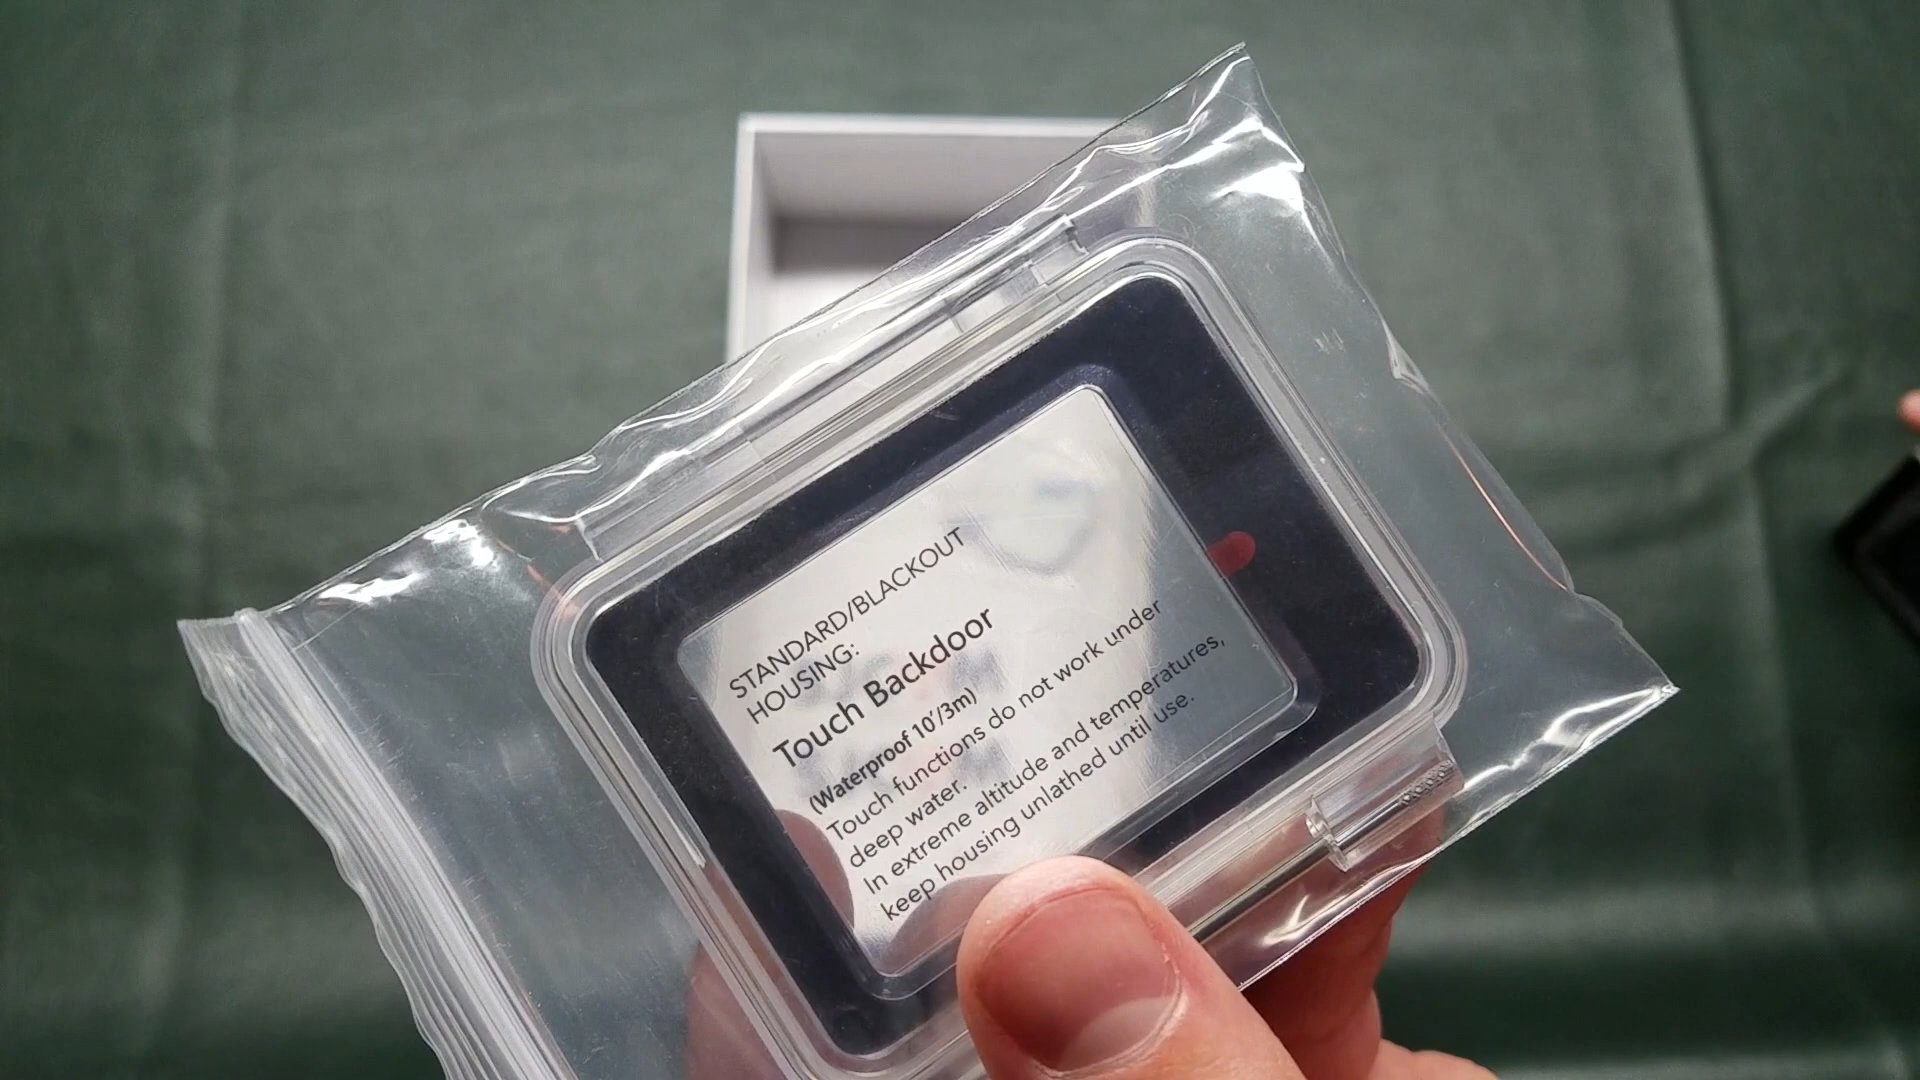 STANDARD/BLACKOUT
HOUSING:
Touch Backdoor
(Waterproof 10′/3m)
Touch functions do not work under
deep water.
In extreme altitude and temperatures,
keep housing unlathed until use.